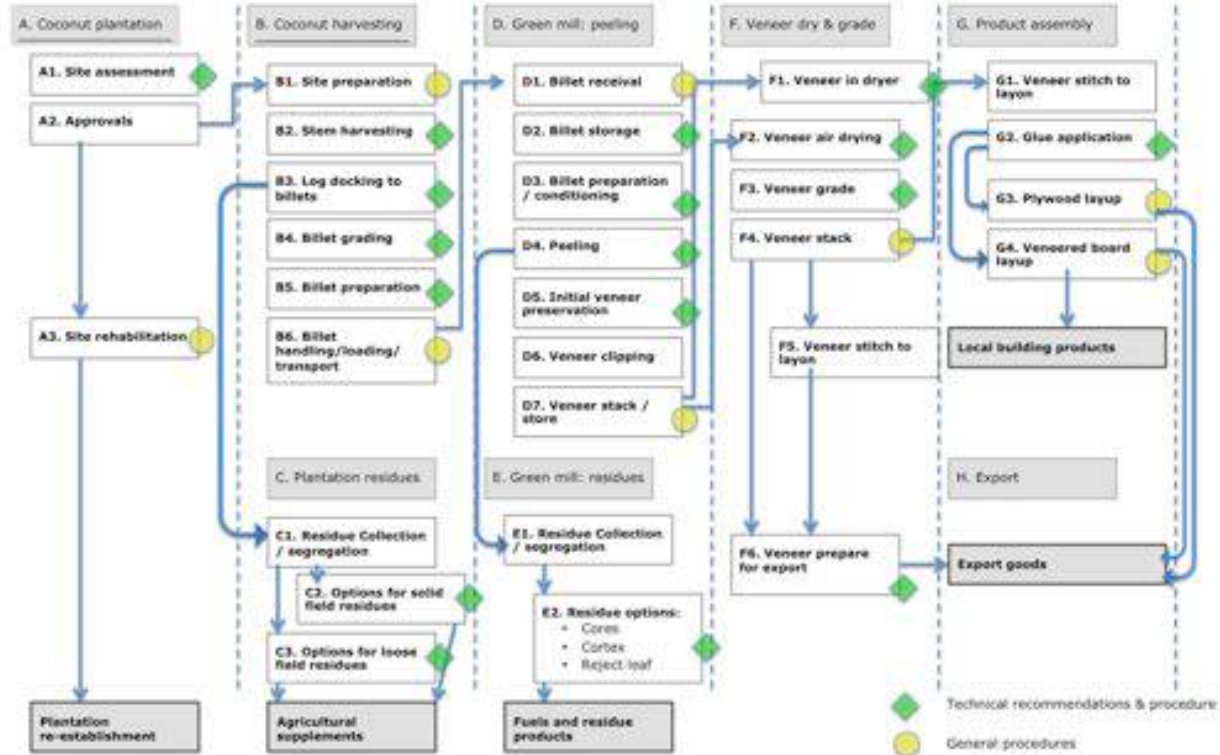 A. Coconut plantation
A1. Site assessment
A2. Approvals
A3. Site rehabilitation
Plantation
re-establishment
B. Coconut harvesting
B1. Site preparation
B2. Stem harvesting
B3. Log docking to
billets
B4. Billet grading
B5. Billet preparation
B6. Billet
handling/loading/
transport
C. Plantation residues
C1. Residue Collection
/ segregation
C2. Options for solid
field residues
C3. Options for loose
field residues
Agricultural
supplements
D. Green mill: peeling
D1. Billet receival
D2. Billet storage
D3. Billet preparation
/ conditioning
D4. Peeling
D5. Initial veneer
preservation
D6. Veneer clipping
D7. Veneer stack /
store
E. Green mill: residues
E1. Residue Collection
/ segregation
E2. Residue options:
• Cores
• Cortex
• Reject leaf
Fuels and residue
products
F. Veneer dry & grade
F1. Veneer in dryer
F2. Veneer air drying
F3. Veneer grade
F4. Veneer stack
F5. Veneer stitch to
layon
F6. Veneer prepare
for export
G. Product assembly
G1. Veneer stitch to
layon
G2. Glue application
G3. Plywood layup
G4. Veneered board
layup
Local building products
H. Export
Export goods
Technical recommendations & procedure
General procedures